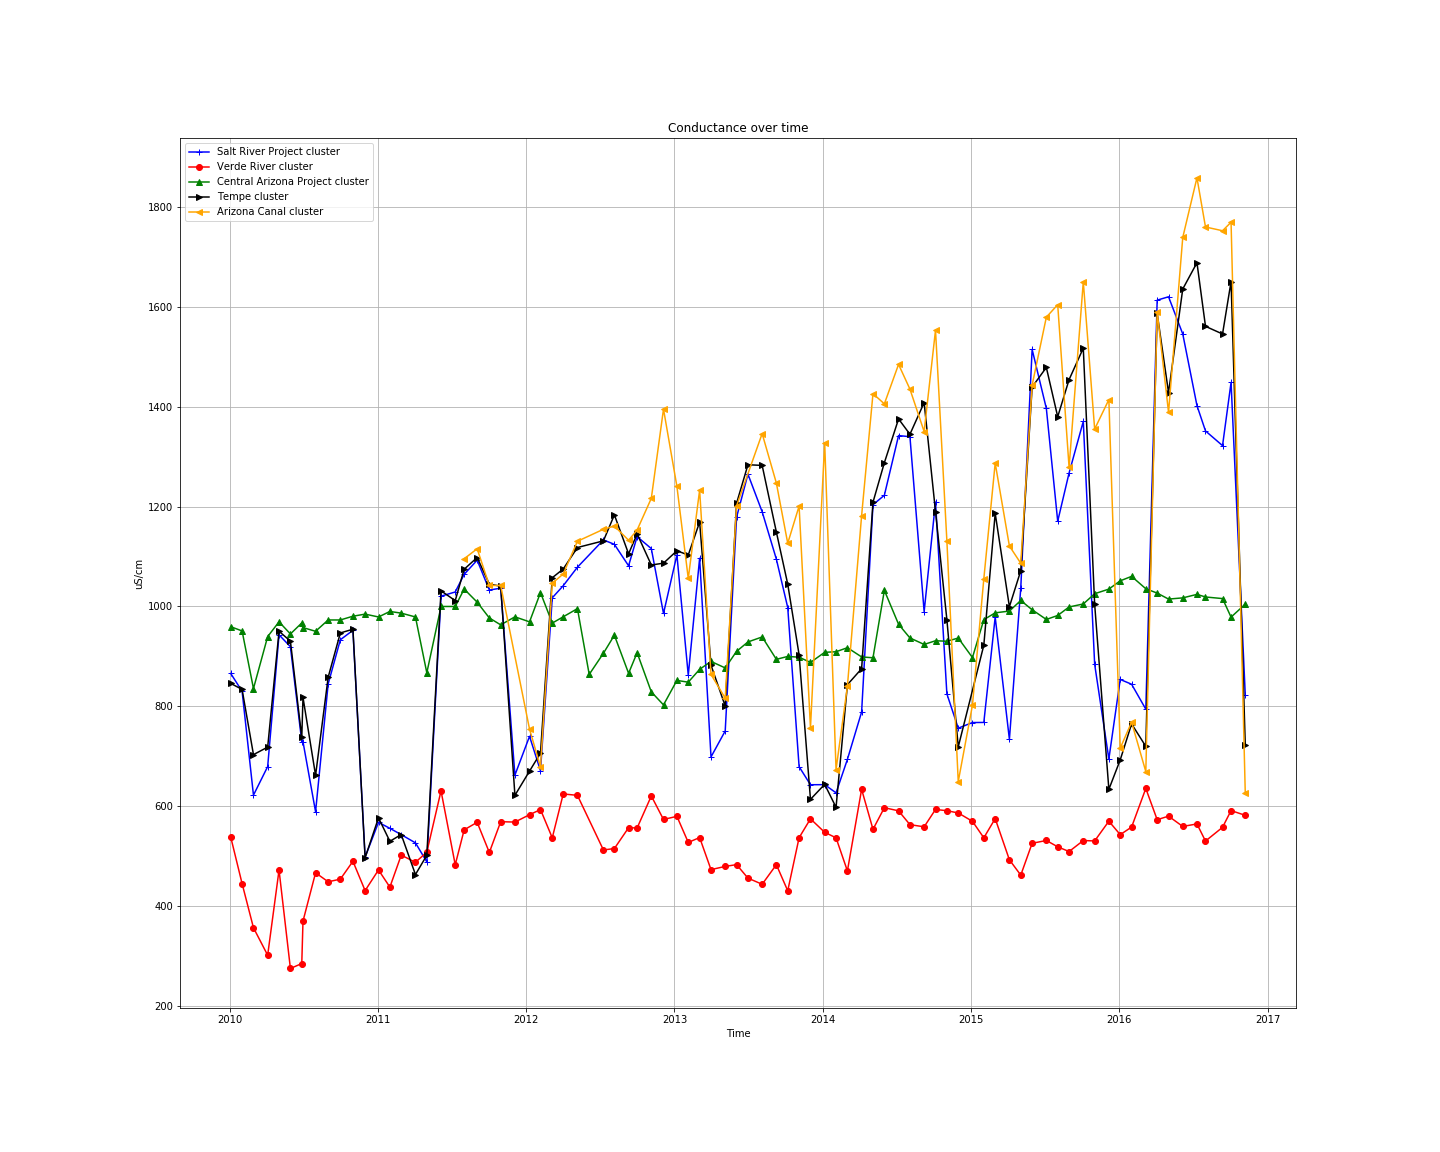 Conductance over time
Salt River Project cluster
Verde River cluster
Central Arizona Project cluster
Tempe cluster
Arizona Canal cluster
1800
1600
1400
1200
1000
800
600
400
200
uS/cm
2010 2011 2012 2013 2014 2015 2016 2017
Time